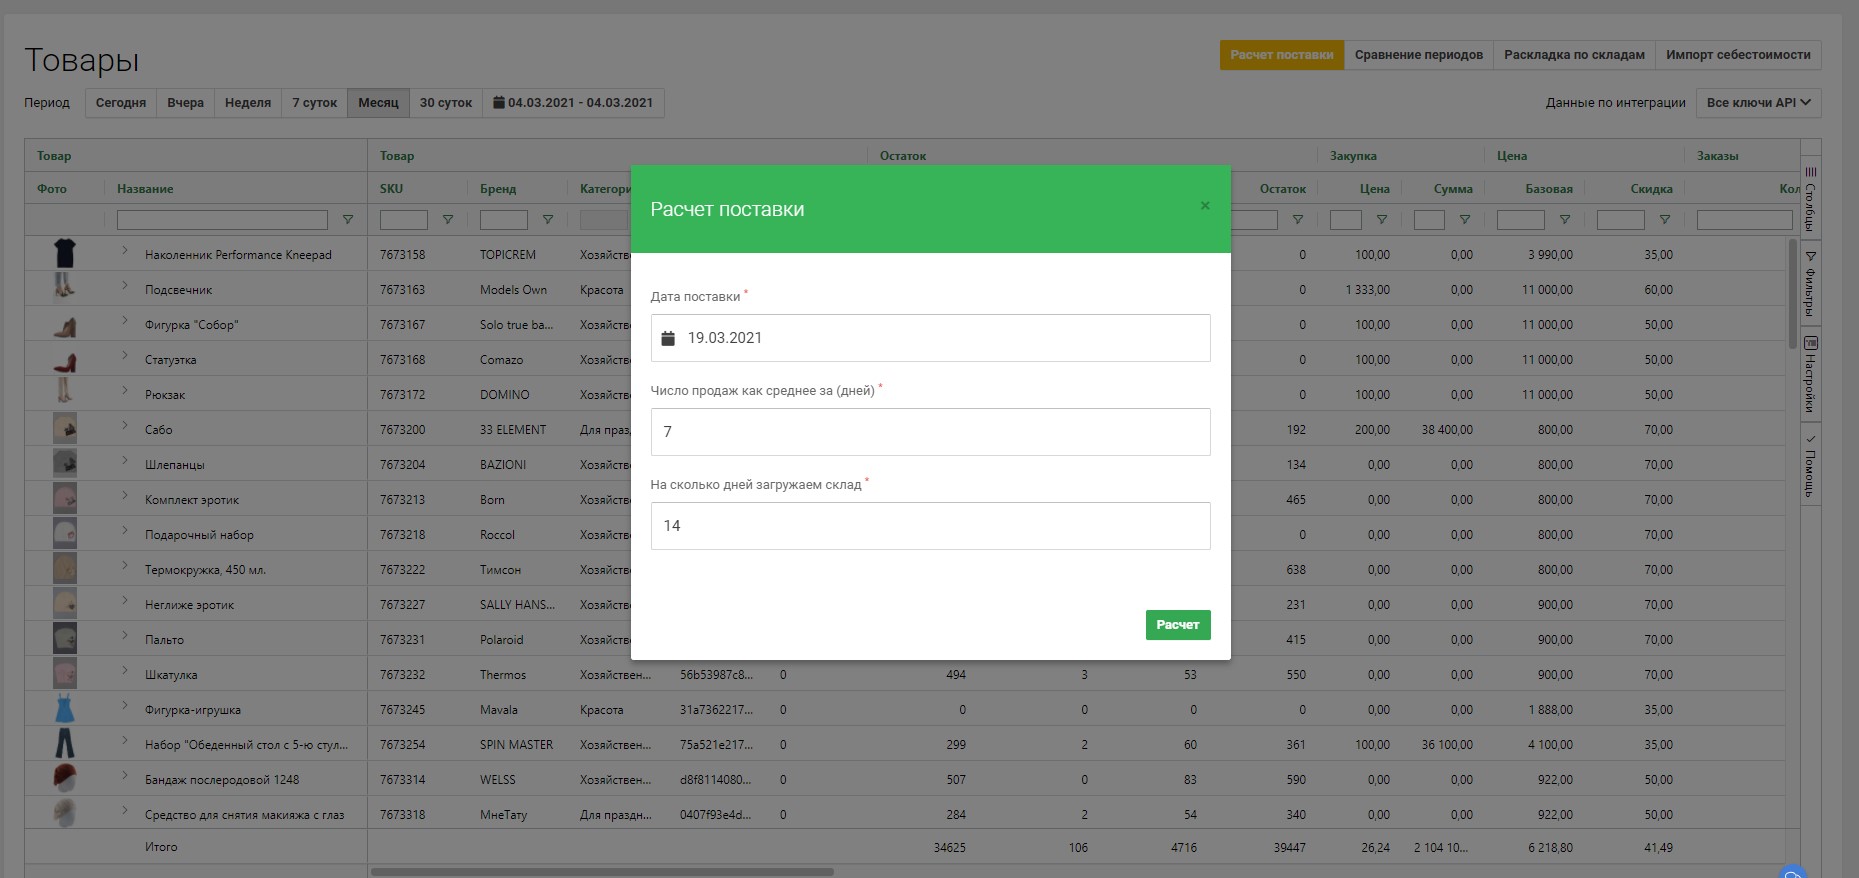 Товары
Расчет поставки Сравнение периодов Раскладка по складам Импорт себестоимости
Период Сегодня Вчера Неделя 7 суток Месяц 30 суток 04.03.2021 - 04.03.2021 Данные по интеграции Все ключи API
Товар Товар Остаток Закупка Цена Заказы
Фото Название SKU Бренд Категори Остаток Цена Сумма Базовая Скидка Кол
Столбцы
Фильтры
Настройки
Помощь
Расчет поставки ×
Дата поставки *
19.03.2021
Число продаж как среднее за (дней) *
7
На сколько дней загружаем склад *
14
Расчет
Наколенник Performance Kneepad 7673158 TOPICREM Хозяйств 0 100,00 0,00 3 990,00 35,00
Подсвечник 7673163 Models Own Красота 0 1 333,00 0,00 11 000,00 60,00
Фигурка "Собор" 7673167 Solo true ba... Хозяйств 0 100,00 0,00 11 000,00 50,00
Статуэтка 7673168 Comazo Хозяйств 0 100,00 0,00 11 000,00 50,00
Рюкзак 7673172 DOMINO Хозяйств 0 100,00 0,00 11 000,00 50,00
Сабо 7673200 33 ELEMENT Для празд 192 200,00 38 400,00 800,00 70,00
Шлепанцы 7673204 BAZIONI Хозяйств 134 0,00 0,00 800,00 70,00
Комплект эротик 7673213 Born Хозяйств 465 0,00 0,00 800,00 70,00
Подарочный набор 7673218 Roccol Хозяйств 0 0,00 0,00 800,00 70,00
Термокружка, 450 мл. 7673222 Тимсон Хозяйств 638 0,00 0,00 800,00 70,00
Неглиже эротик 7673227 SALLY HANS... Хозяйств 231 0,00 0,00 900,00 70,00
Пальто 7673231 Polaroid Хозяйств 415 0,00 0,00 900,00 70,00
Шкатулка 7673232 Thermos Хозяйствен... 56b53987c8... 0 494 3 53 550 0,00 0,00 900,00 70,00
Фигурка-игрушка 7673245 Mavala Красота 31a7362217... 0 0 0 0 0 0,00 0,00 1 888,00 35,00
Набор "Обеденный стол с 5-ю стул... 7673254 SPIN MASTER Хозяйствен... 75a521e217... 0 299 2 60 361 100,00 36 100,00 4 100,00 35,00
Бандаж послеродовой 1248 7673314 WELSS Хозяйствен... d8f8114080... 0 507 0 83 590 0,00 0,00 922,00 50,00
Средство для снятия макияжа с глаз 7673318 МнеТату Для праздн... 0407f93e4d... 0 284 2 54 340 0,00 0,00 922,00 50,00
Итого 34625 106 4716 39447 26,24 2 104 10... 6 218,80 41,49